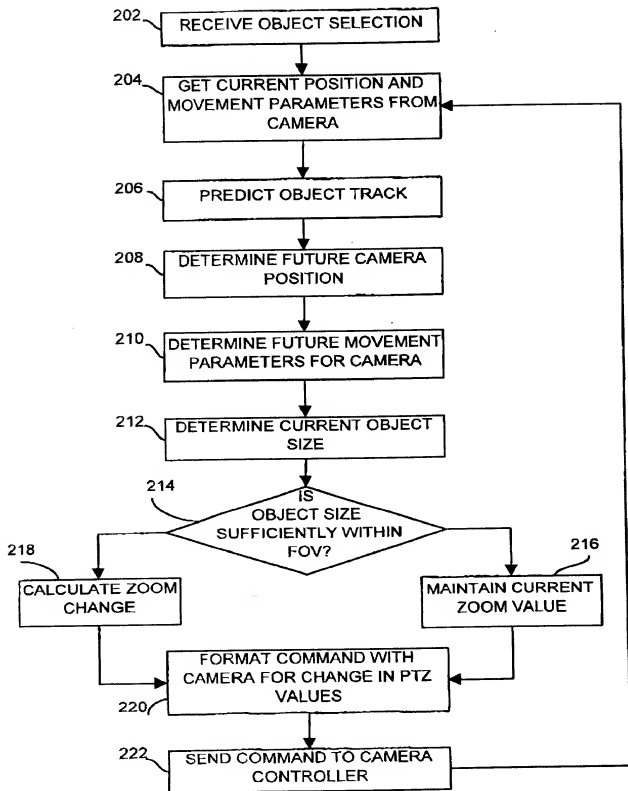 202
RECEIVE OBJECT SELECTION
204
GET CURRENT POSITION AND
MOVEMENT PARAMETERS FROM
CAMERA
206
PREDICT OBJECT TRACK
208
DETERMINE FUTURE CAMERA
POSITION
210
DETERMINE FUTURE MOVEMENT
PARAMETERS FOR CAMERA
212
DETERMINE CURRENT OBJECT
SIZE
214
IS
OBJECT SIZE
SUFFICIENTLY WITHIN
FOV?
218
CALCULATE ZOOM
CHANGE
216
MAINTAIN CURRENT
ZOOM VALUE
FORMAT COMMAND WITH
CAMERA FOR CHANGE IN PTZ
VALUES
220
222
SEND COMMAND TO CAMERA
CONTROLLER